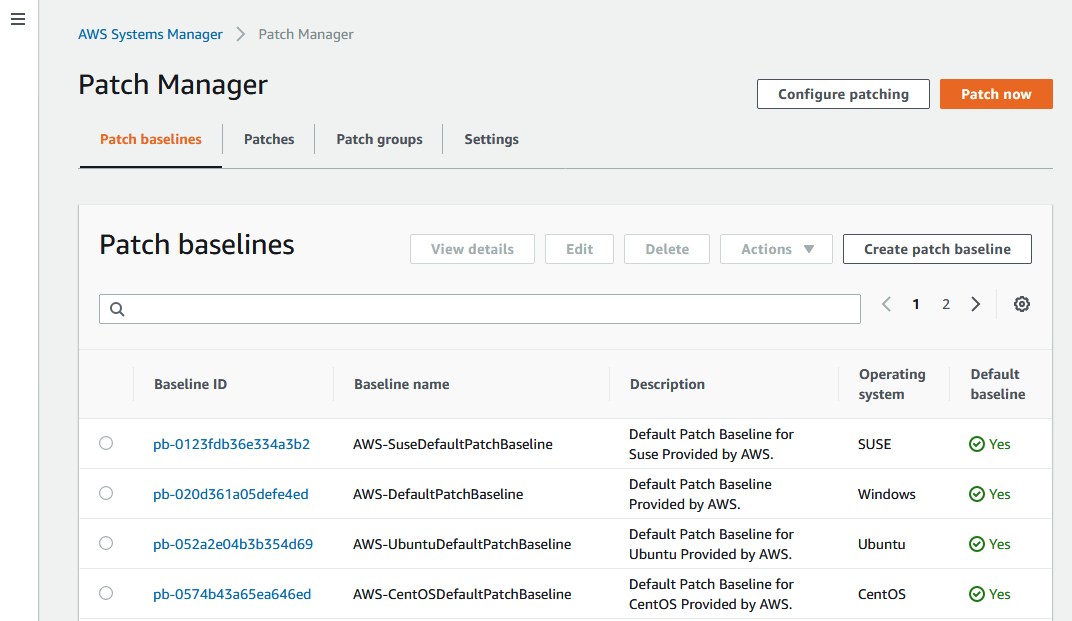 AWS Systems Manager > Patch Manager
Patch Manager
Configure patching
Patch now
Patch baselines
Patches
Patch groups
Settings
Patch baselines
View details
Edit
Delete
Actions
Create patch baseline
1 2
Baseline ID
Baseline name
Description
Operating
system
Default
baseline
pb-0123fdb36e334a3b2
AWS-SuseDefaultPatchBaseline
Default Patch Baseline for
Suse Provided by AWS.
SUSE
Yes
pb-020d361a05defe4ed
AWS-DefaultPatchBaseline
Default Patch Baseline
Provided by AWS.
Windows
Yes
pb-052a2e04b3b354d69
AWS-UbuntuDefaultPatchBaseline
Default Patch Baseline for
Ubuntu Provided by AWS.
Ubuntu
Yes
pb-0574b43a65ea646ed
AWS-CentOSDefaultPatchBaseline
Default Patch Baseline for
CentOS Provided by AWS.
CentOS
Yes